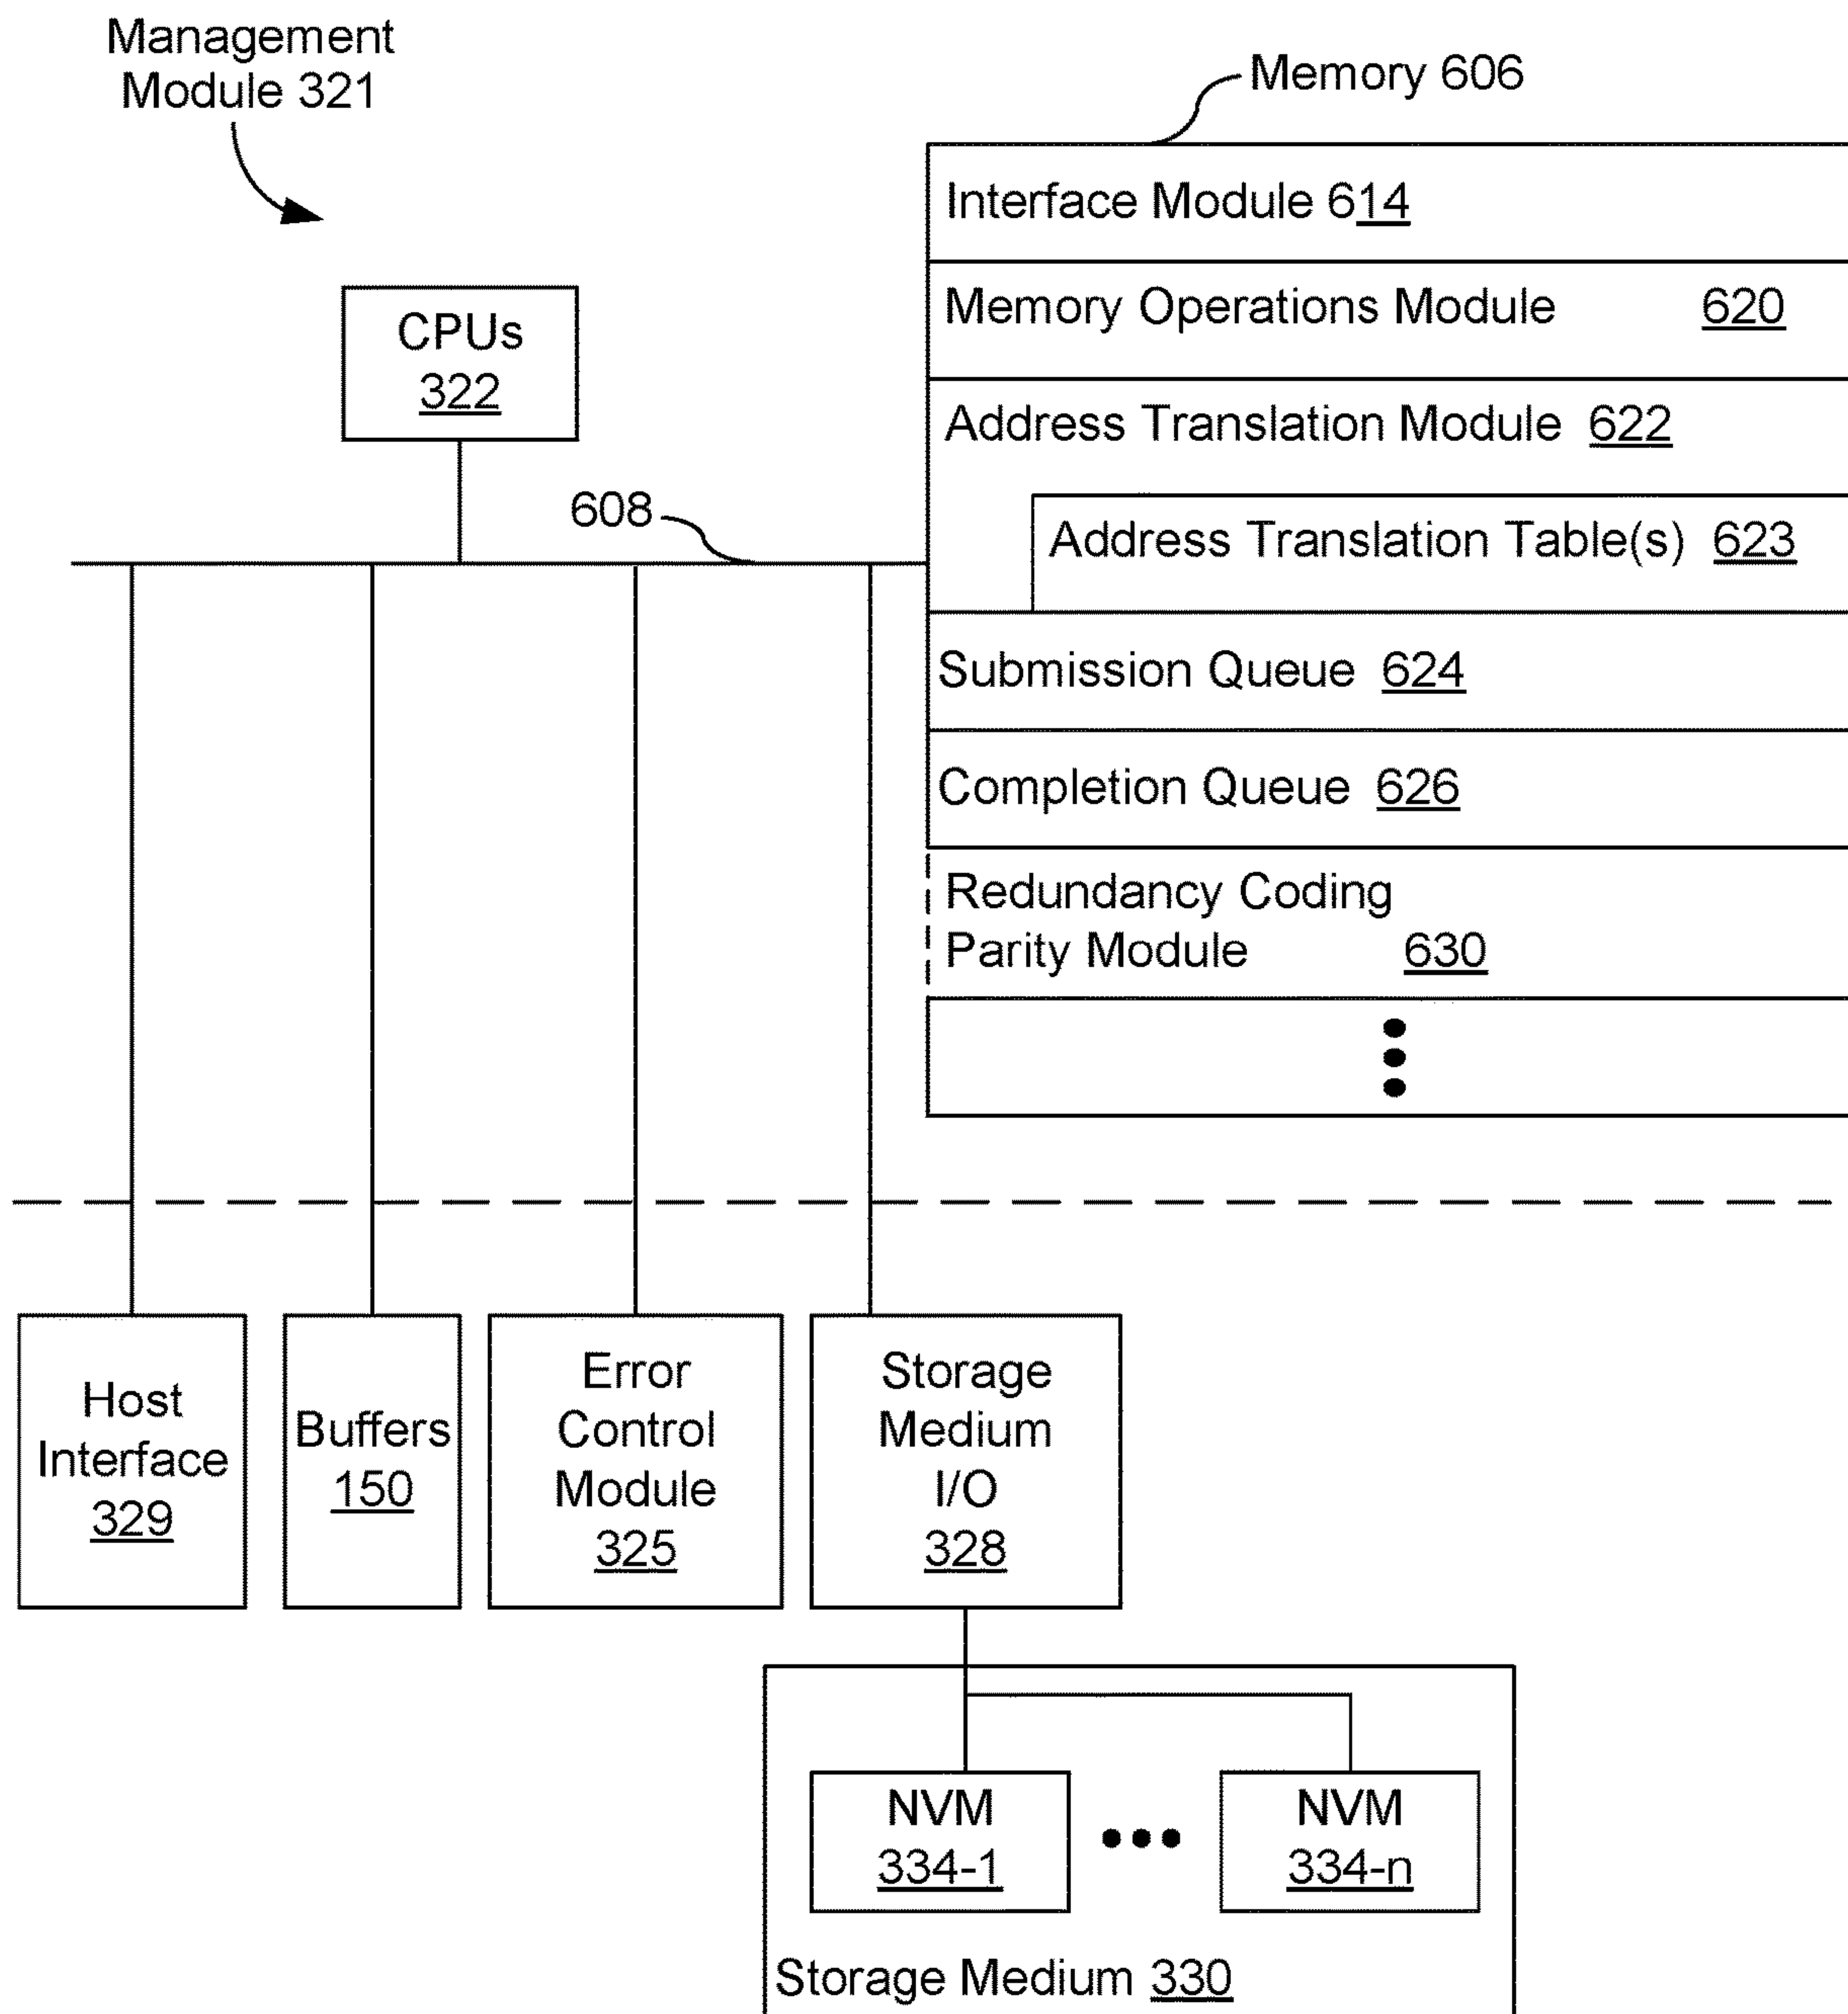 Management
Module 321
Memory 606
Interface Module 614
Memory Operations Module 620
CPUs
322
Address Translation Module 622
608
Address Translation Table(s) 623
Submission Queue 624
Completion Queue 626
Redundancy Coding
Parity Module 630
Host
Interface
329
Buffers
150
Error
Control
Module
325
Storage
Medium
I/O
328
NVM
334-1
NVM
334-n
Storage Medium 330